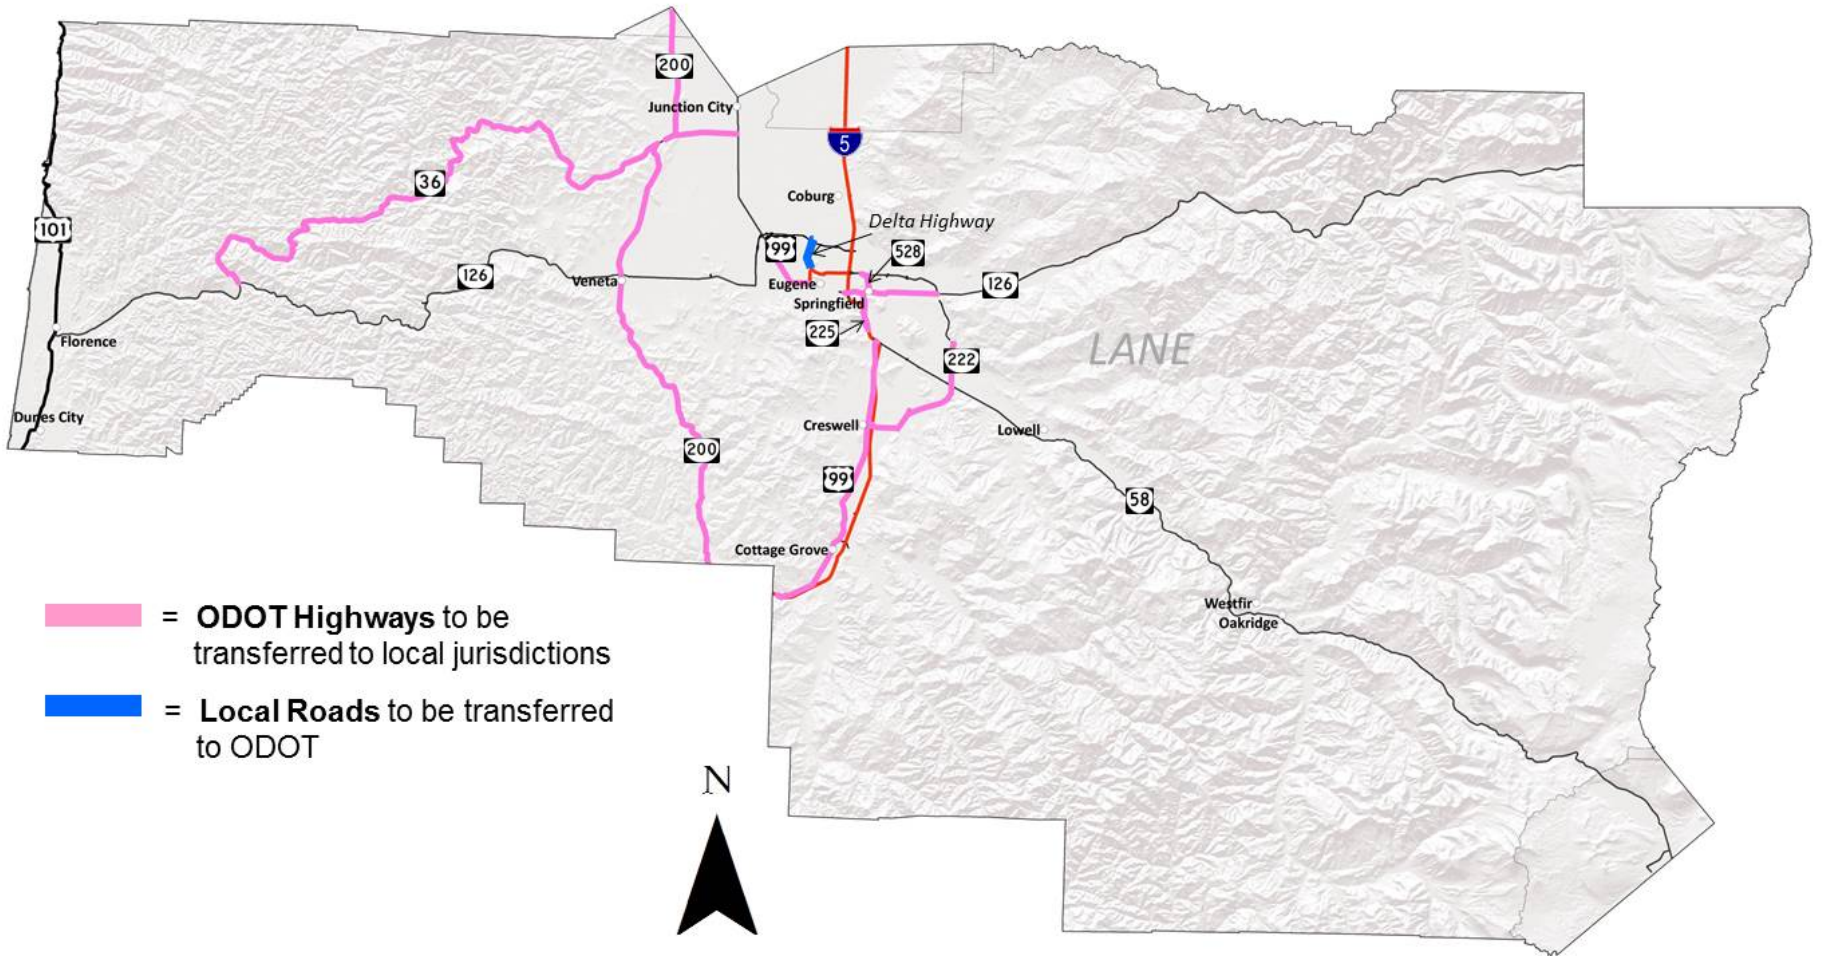 200
Junction City
5
36
Coburg
101
Delta Highway
99
528
126
Veneta
Eugene
126
Springfield
225
Florence
LANE
222
Dunes City
Creswell
Lowell
200
99
58
Cottage Grove
Westfir
Oakridge
= ODOT Highways to be
transferred to local jurisdictions
= Local Roads to be transferred
to ODOT
N